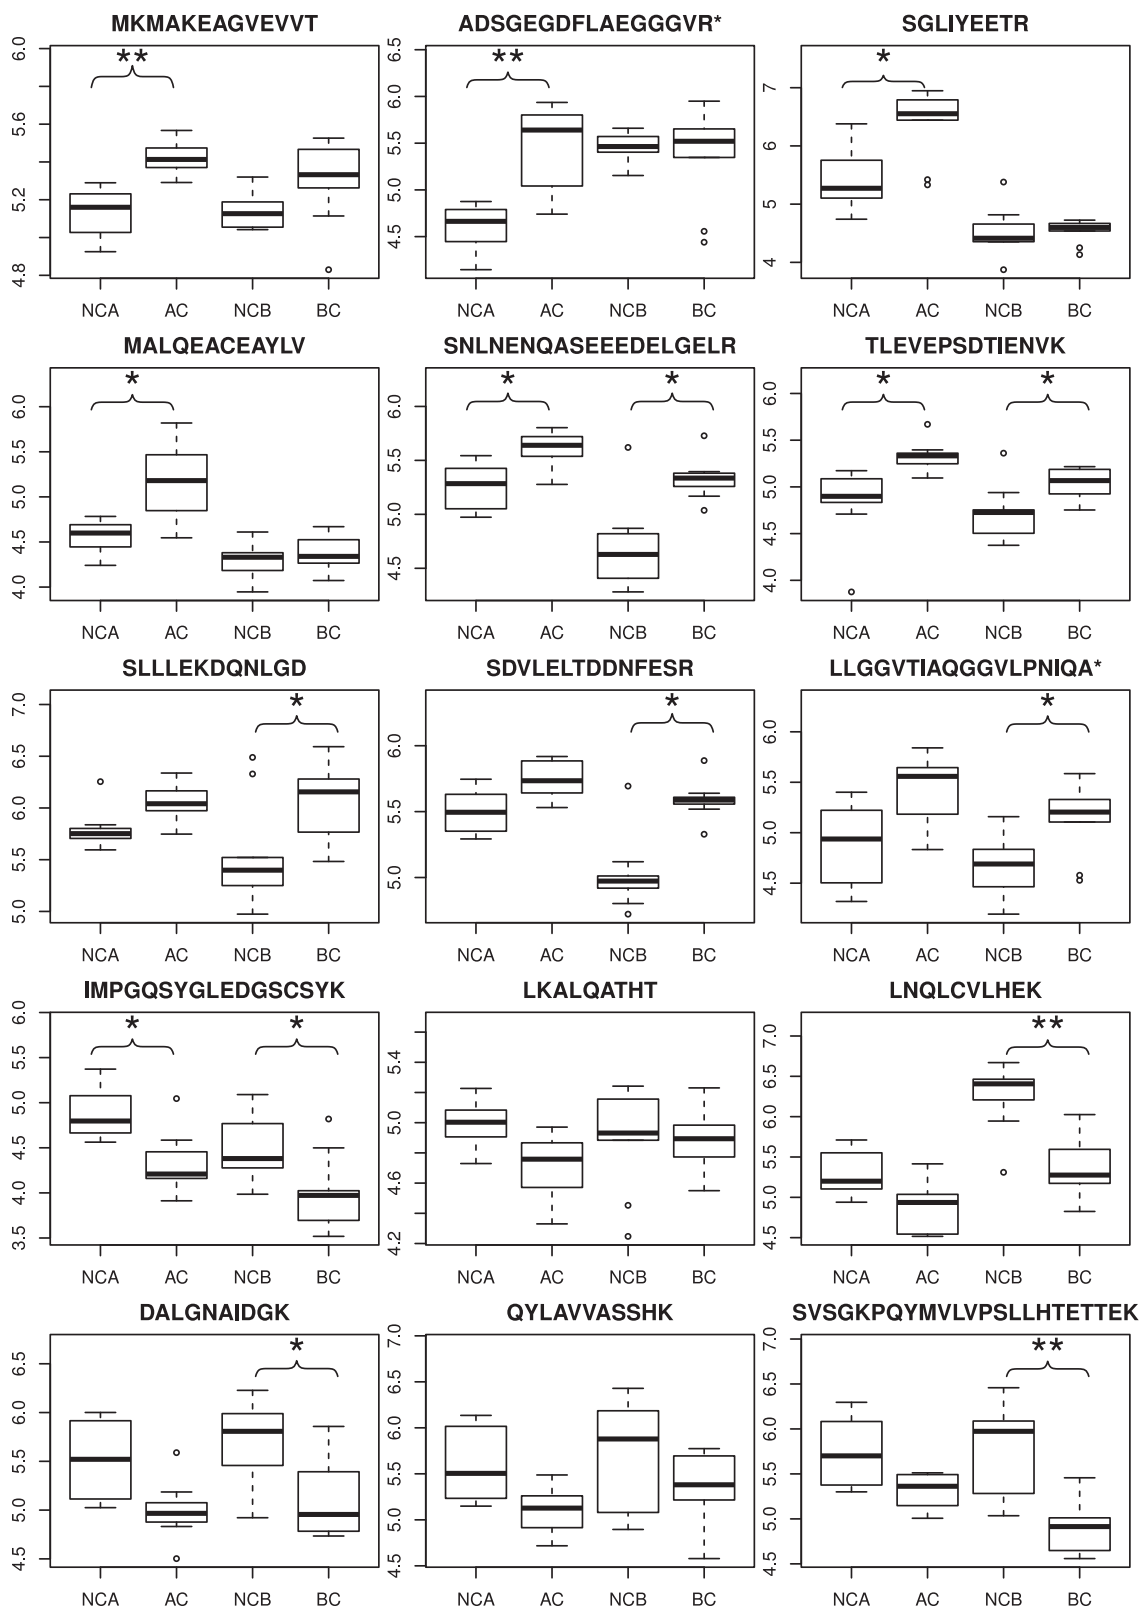 MKMAKEAGVEVVT ADSGEGDFLAEGGGVR* SGLIYEETR
** ** *
4.8 5.2 5.6 6.0
4.5 5.0 5.5 6.0 6.5
4 5 6 7
NCA AC NCB BC NCA AC NCB BC NCA AC NCB BC
MALQEACEAYLV SNLNENQASEEEDELGELR TLEVEPSDTIENVK
* * * * *
4.0 4.5 5.0 5.5 6.0
4.5 5.0 5.5 6.0
4.0 4.5 5.0 5.5 6.0
NCA AC NCB BC NCA AC NCB BC NCA AC NCB BC
SLLLEKDQNLGD SDVLELTDDNFESR LLGGVTIAQGGVLPNIQA*
* * *
5.0 5.5 6.0 6.5 7.0
5.0 5.5 6.0
4.5 5.0 5.5 6.0
NCA AC NCB BC NCA AC NCB BC NCA AC NCB BC
IMPGQSYGLEDGSCSYK LKALQATHT LNQLCVLHEK
* * **
3.5 4.0 4.5 5.0 5.5 6.0
4.2 4.6 5.0 5.4
4.5 5.0 5.5 6.0 6.5 7.0
NCA AC NCB BC NCA AC NCB BC NCA AC NCB BC
DALGNAIDGK QYLAVVASSHK SVSGKPQYMVLVPSLLHTETTEK
* **
4.5 5.0 5.5 6.0 6.5
4.5 5.0 5.5 6.0 6.5 7.0
4.5 5.0 5.5 6.0 6.5 7.0
NCA AC NCB BC NCA AC NCB BC NCA AC NCB BC